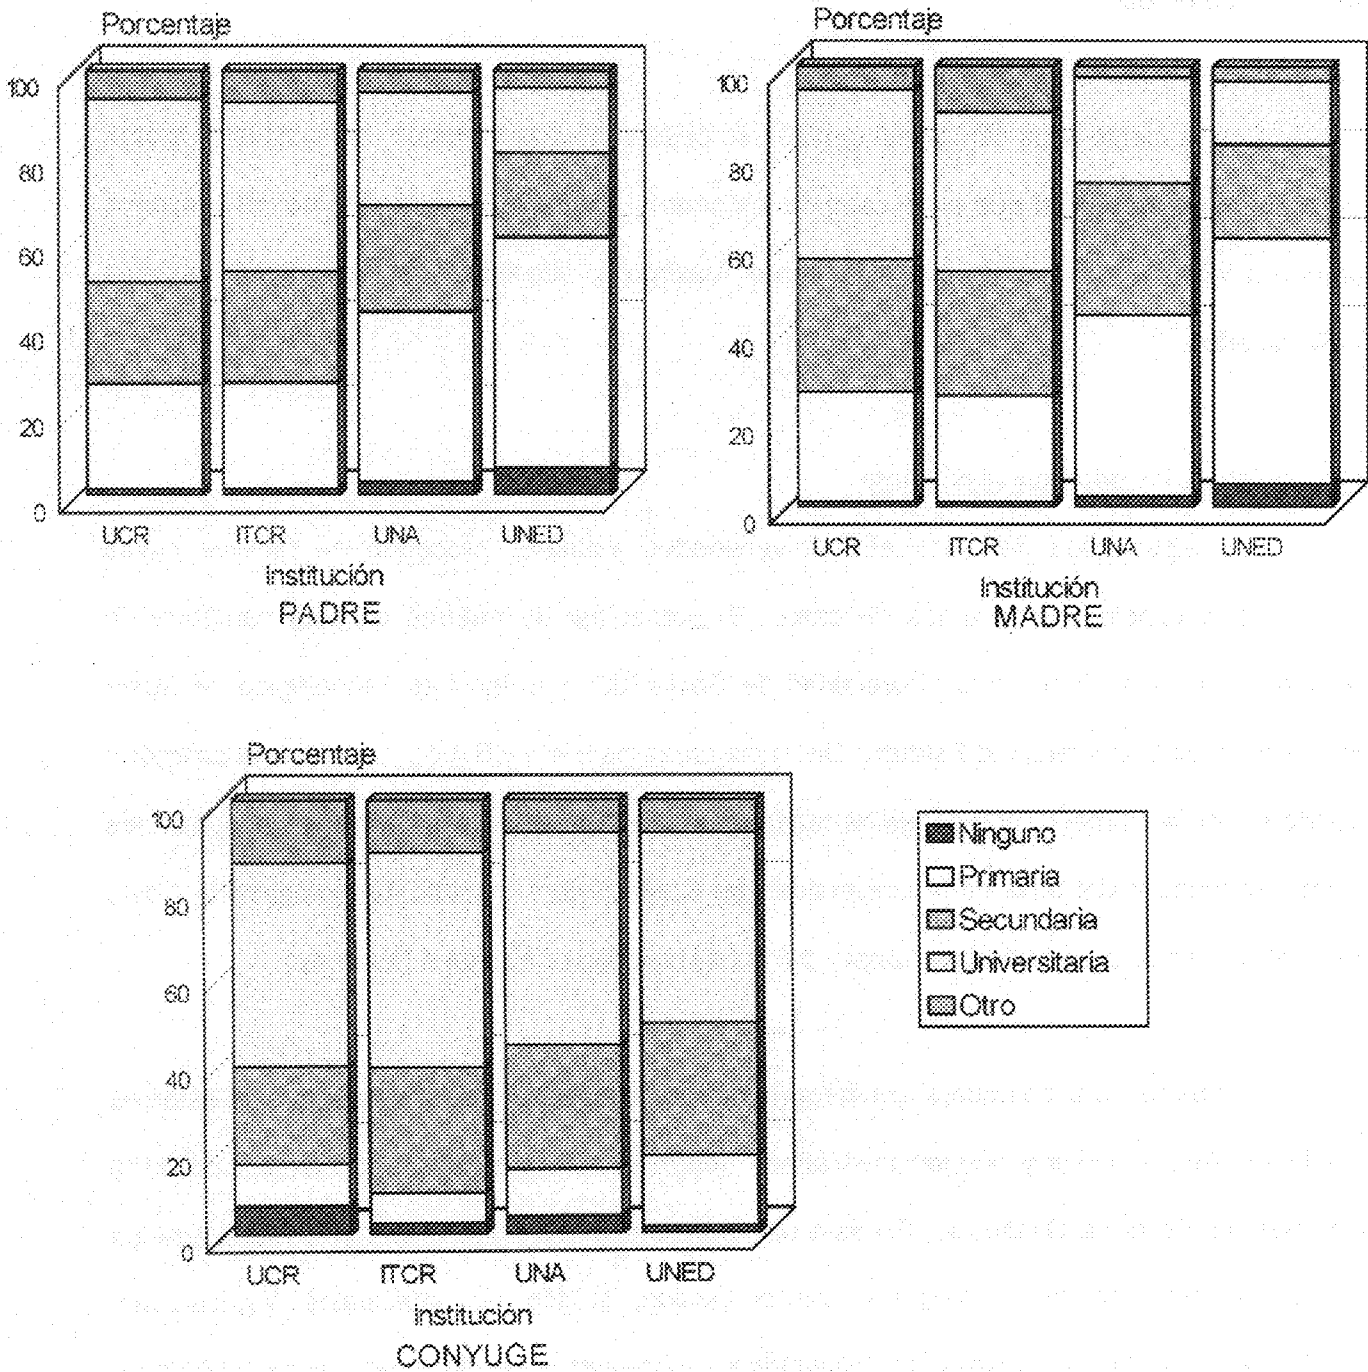 Porcentaje
100
80
60
40
20
0
UCR ITCR UNA UNED
Institución
PADRE
Porcentaje
100
80
60
40
20
0
UCR ITCR UNA UNED
Institución
MADRE
Porcentaje
100
80
60
40
20
0
UCR ITCR UNA UNED
Institución
CONYUGE
Ninguno
Primaria
Secundaria
Universitaria
Otro